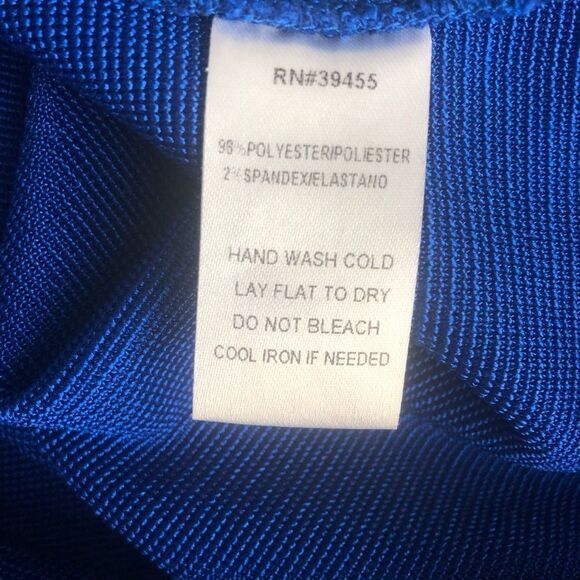 RN#39455
98%POLYESTER/POLIESTER
2%SPANDEX/ELASTANO
HAND WASH COLD
LAY FLAT TO DRY
DO NOT BLEACH
COOL IRON IF NEEDED